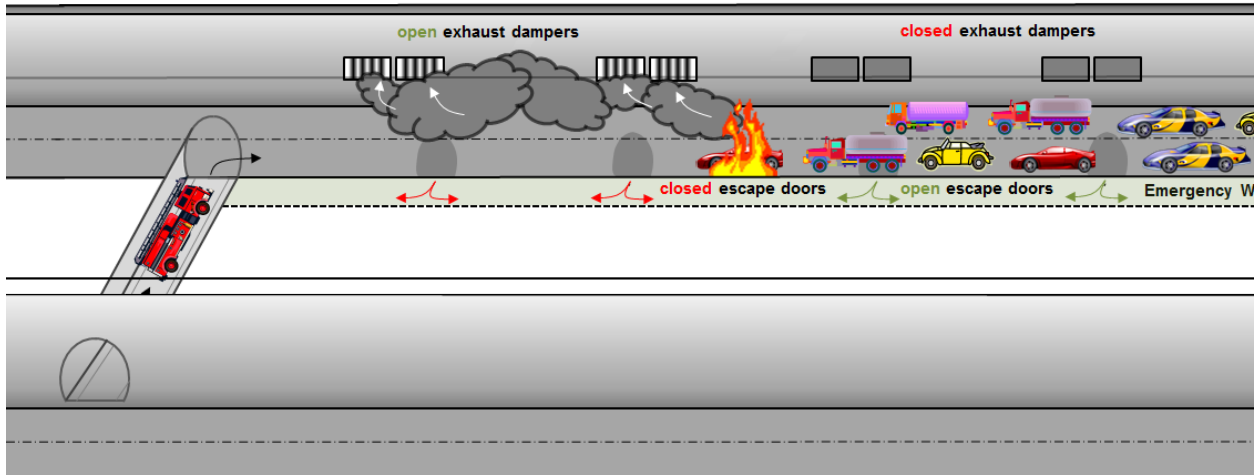 open exhaust dampers
closed exhaust dampers
closed escape doors
open escape doors
Emergency W